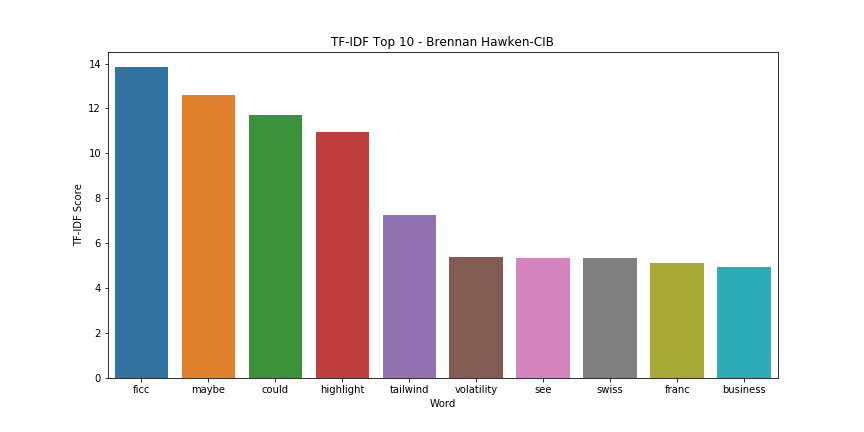 TF-IDF Top 10 - Brennan Hawken-CIB
14
12
10
8
6
4
2
0
TF-IDF Score
ficc maybe could highlight tailwind volatility see swiss franc business
Word